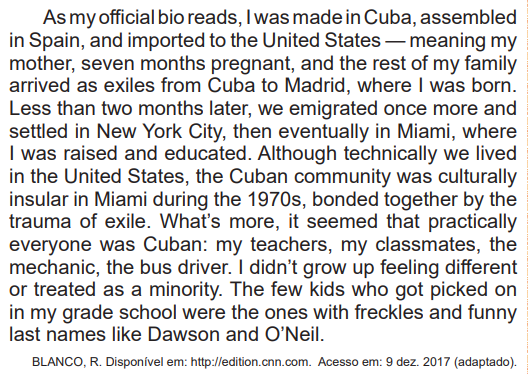 As my official bio reads, I was made in Cuba, assembled
in Spain, and imported to the United States — meaning my
mother, seven months pregnant, and the rest of my family
arrived as exiles from Cuba to Madrid, where I was born.
Less than two months later, we emigrated once more and
settled in New York City, then eventually in Miami, where
I was raised and educated. Although technically we lived
in the United States, the Cuban community was culturally
insular in Miami during the 1970s, bonded together by the
trauma of exile. What’s more, it seemed that practically
everyone was Cuban: my teachers, my classmates, the
mechanic, the bus driver. I didn’t grow up feeling different
or treated as a minority. The few kids who got picked on
in my grade school were the ones with freckles and funny
last names like Dawson and O’Neil.
BLANCO, R. Disponível em: http://edition.cnn.com. Acesso em: 9 dez. 2017 (adaptado).